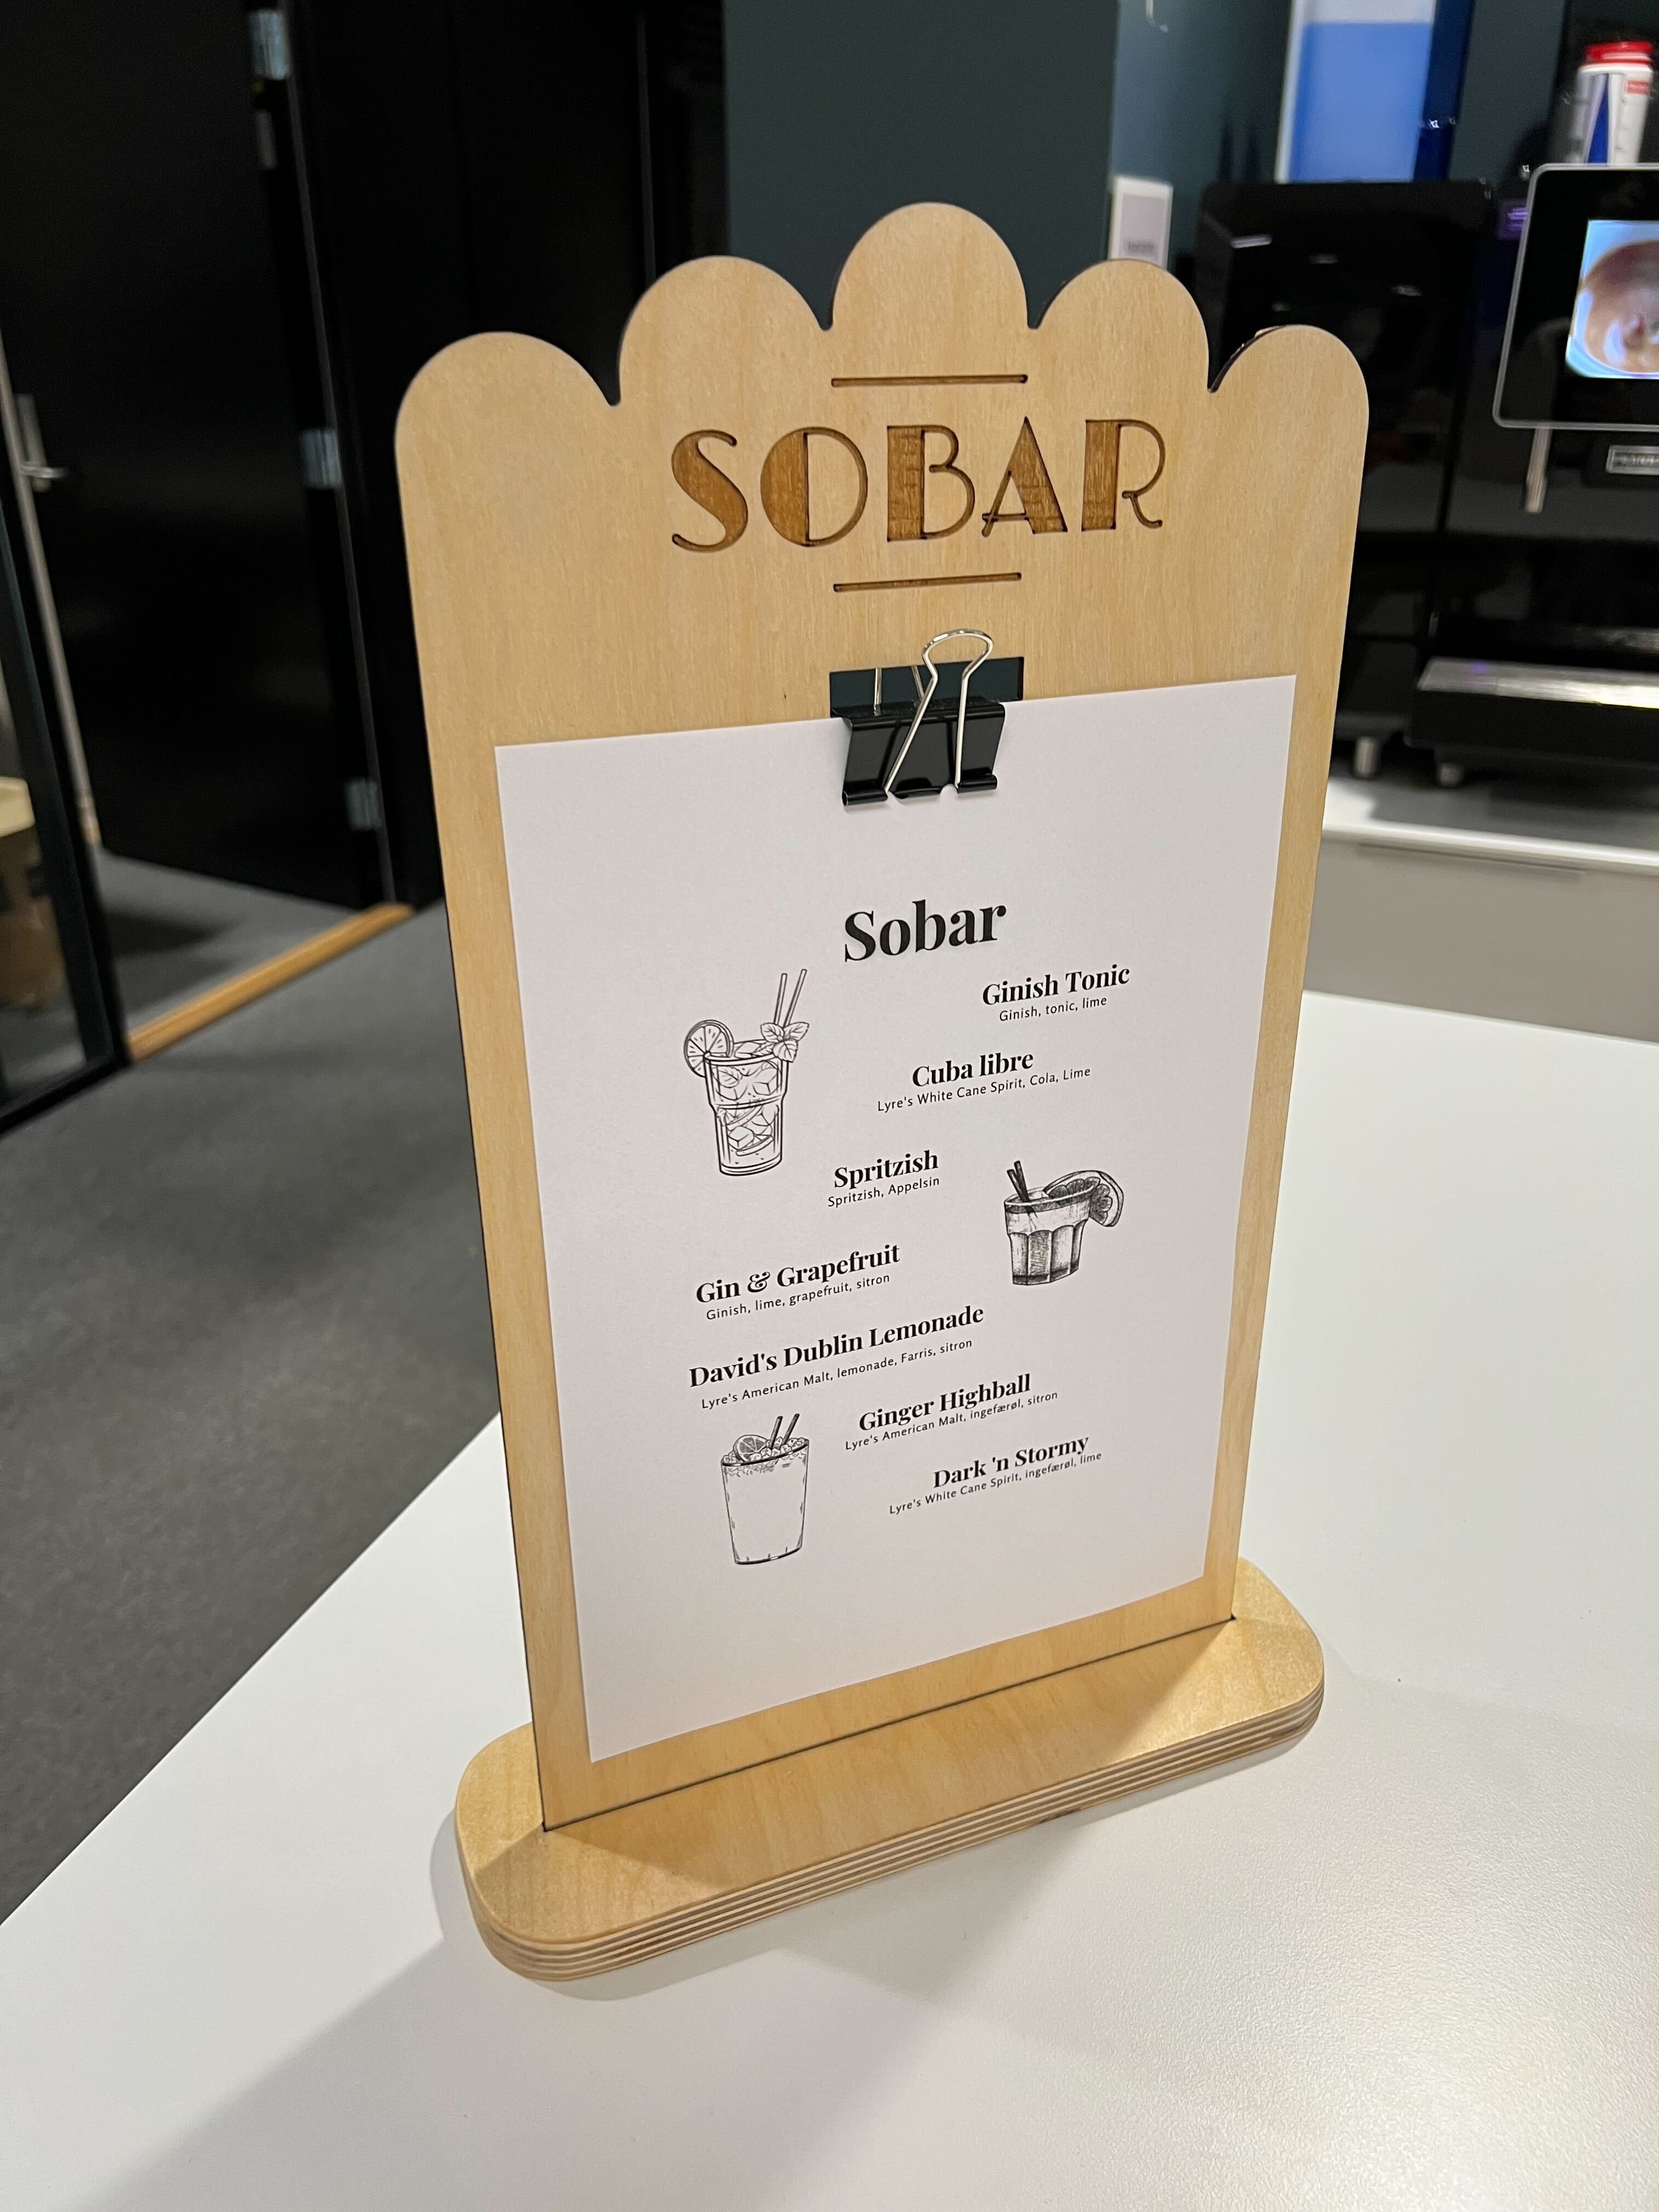 SOBAR
Sobar
Ginish Tonic
Ginish, tonic, lime
Cuba libre
Lyre's White Cane Spirit, Cola, Lime
Spritzish
Spritzish, Appelsin
Gin & Grapefruit
Ginish, lime, grapefruit, sitron
David's Dublin Lemonade
Lyre's American Malt, lemonade, Farris, sitron
Ginger Highball
Lyre's American Malt, ingefærøl, sitron
Dark 'n Stormy
Lyre's White Cane Spirit, ingefærøl, lime